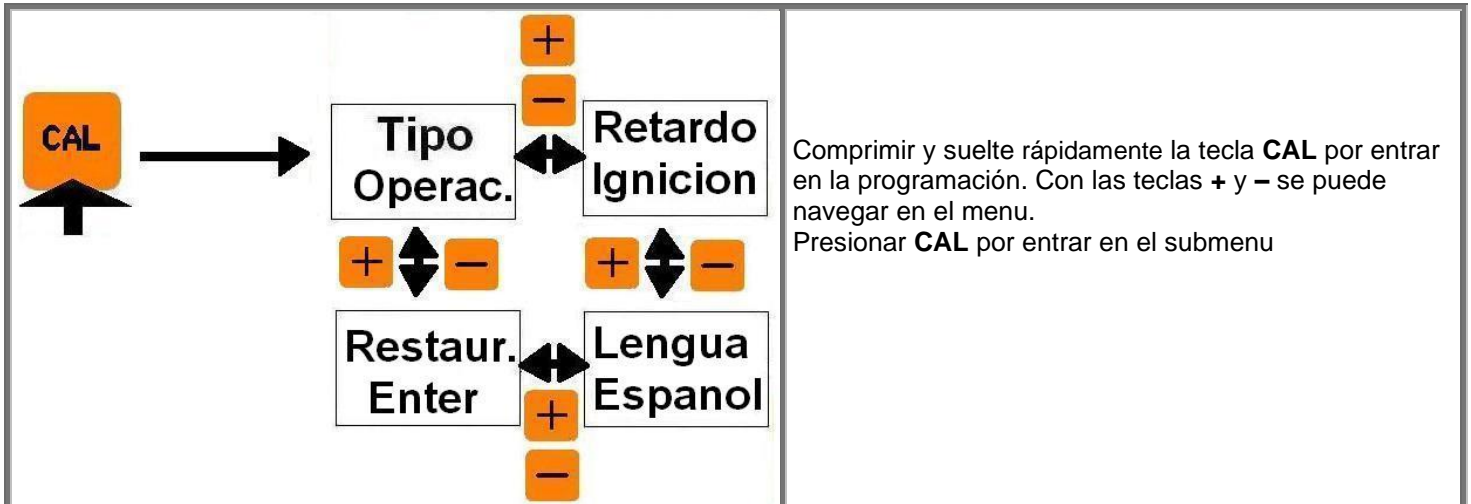 +
−
CAL
Tipo
Operac.
Retardo
Ignicion
+ −
+ −
Restaur.
Enter
Lengua
Espanol
+
−
Comprimir y suelte rápidamente la tecla CAL por entrar
en la programación. Con las teclas + y – se puede
navegar en el menu.
Presionar CAL por entrar en el submenu